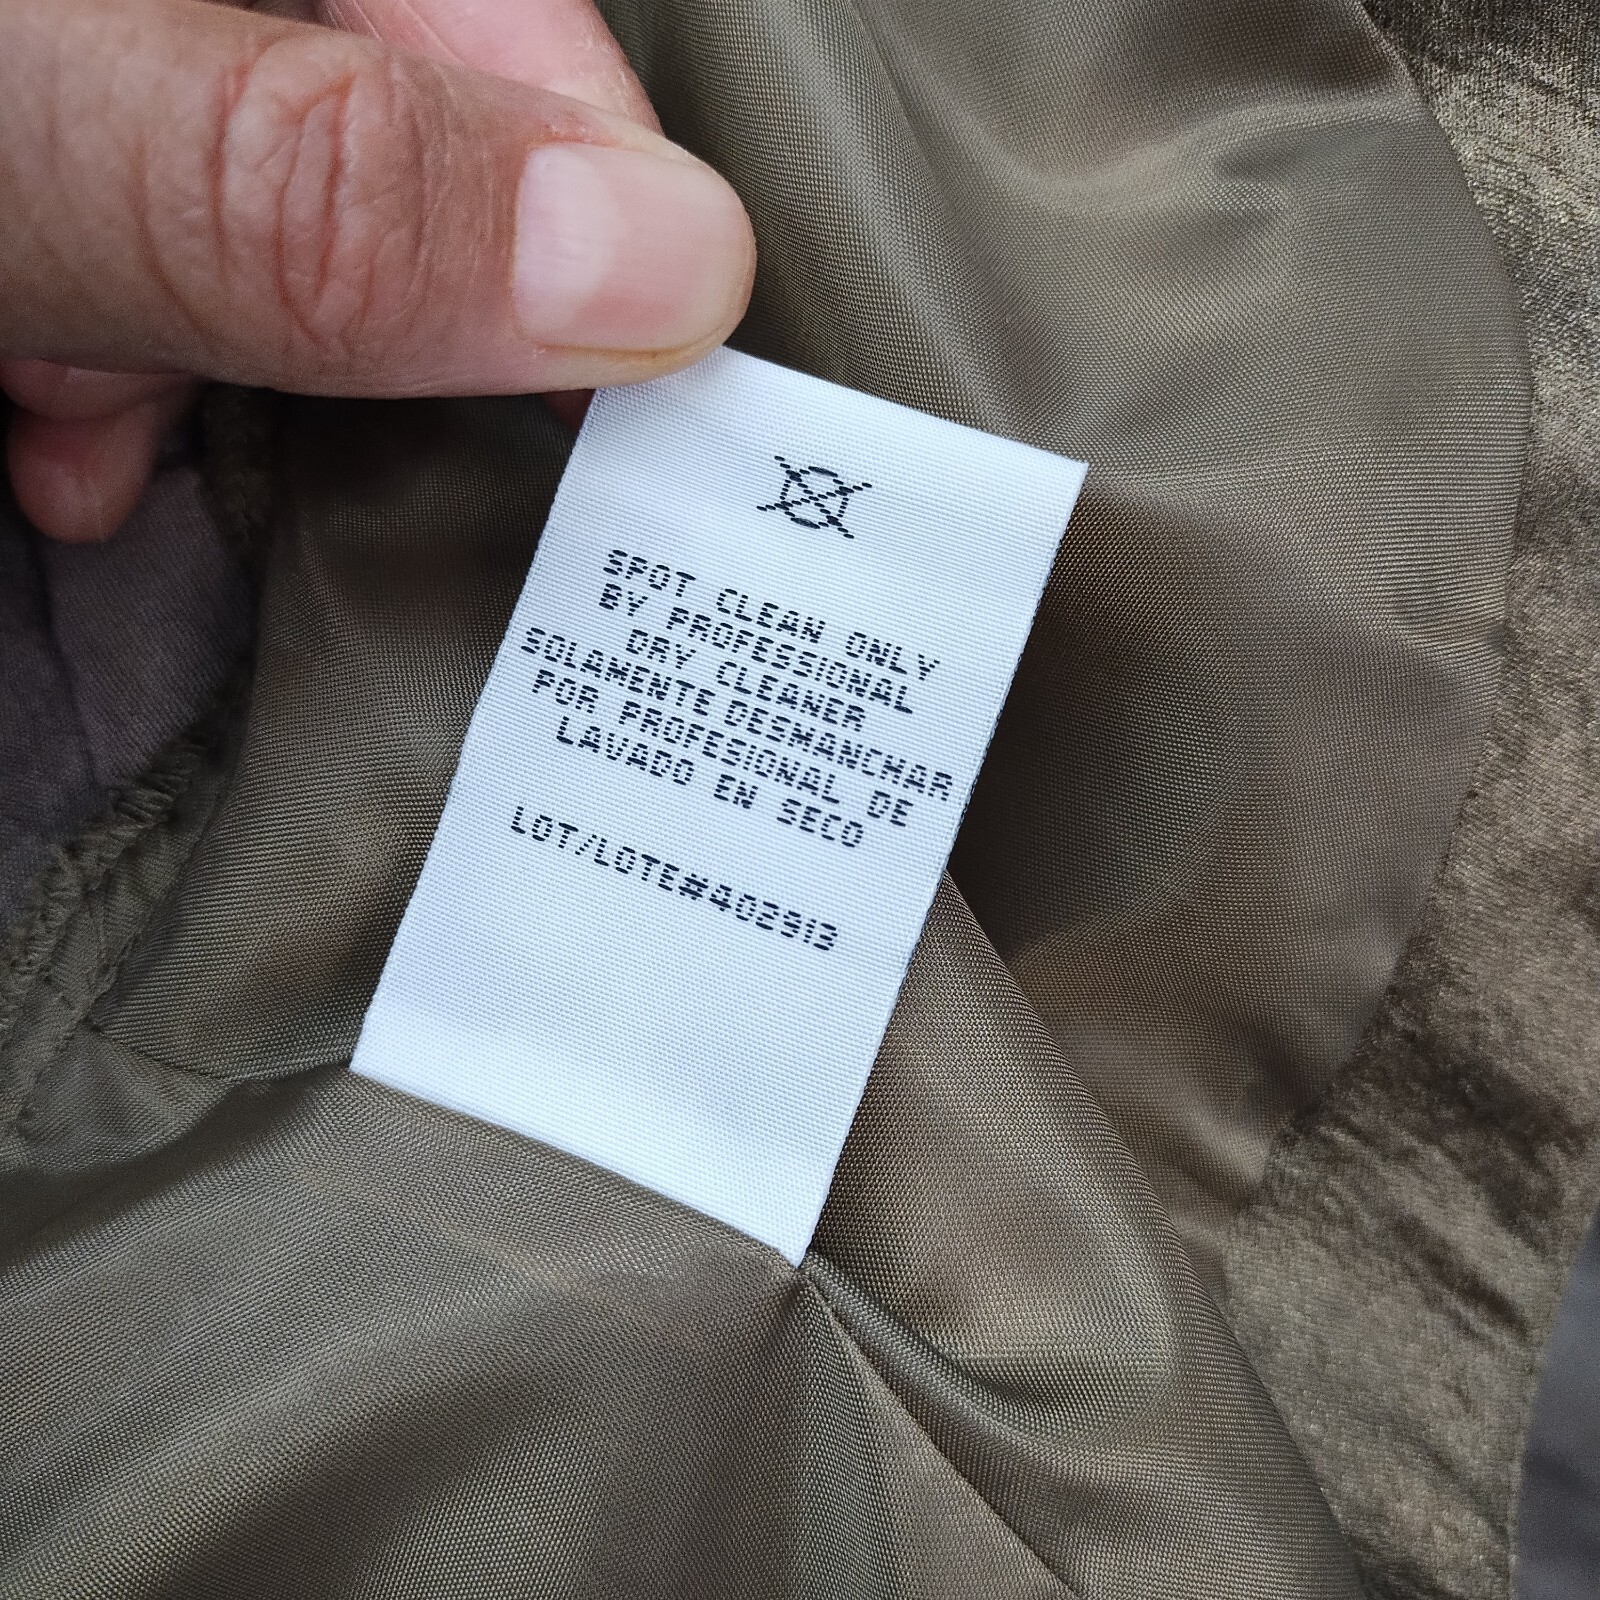 SPOT CLEAN ONLY
BY PROFESSIONAL
DRY CLEANER
SOLAMENTE DESMANCHAR
POR PROFESIONAL DE
LAVADO EN SECO
LOT/LOTE#402913